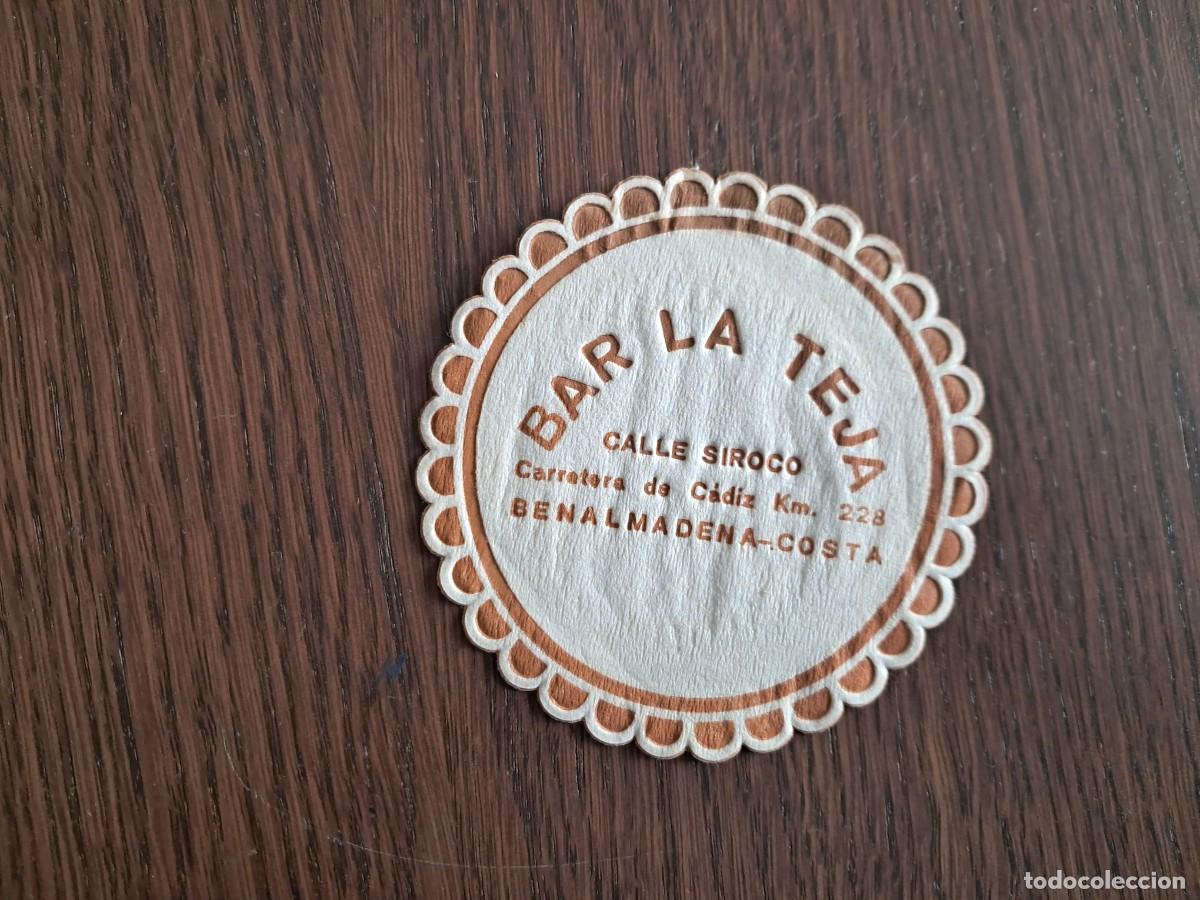 BAR LA TEJA
CALLE SIROCO
Carretera de Cádiz Km. 228
BENALMADENA-COSTA
todocoleccion